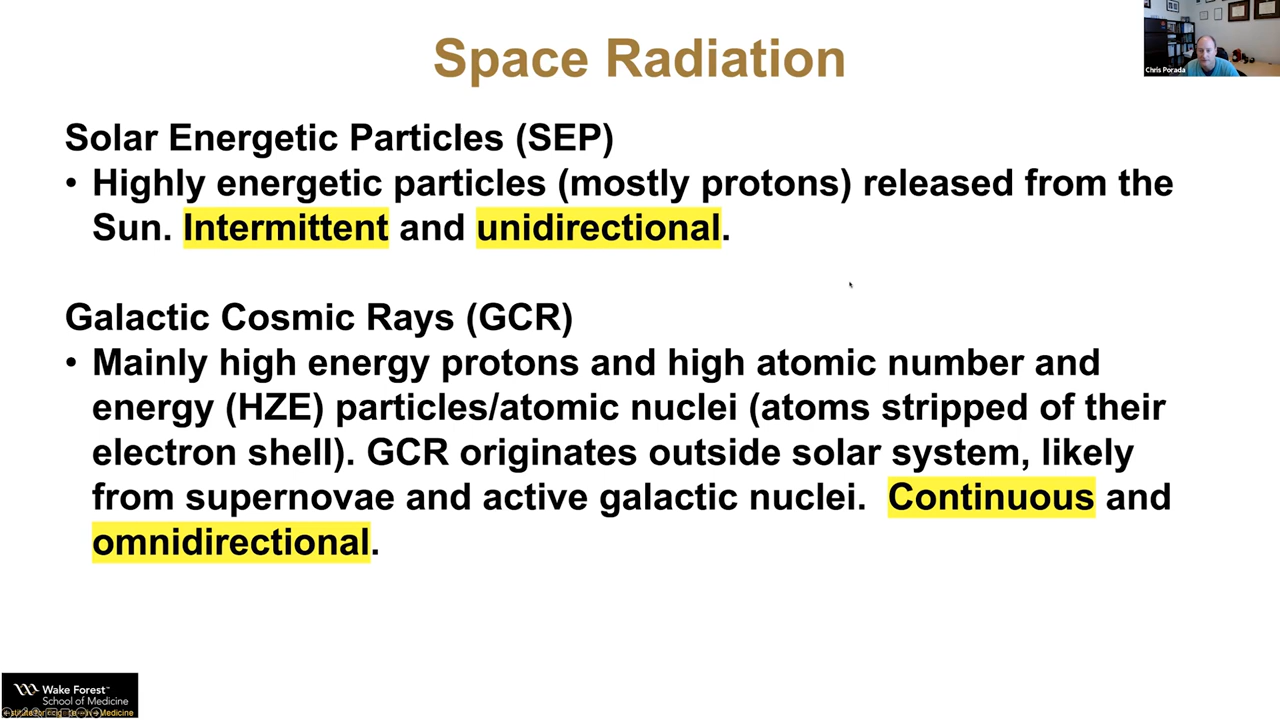 Space Radiation
Chris Porada
Solar Energetic Particles (SEP)
• Highly energetic particles (mostly protons) released from the
Sun. Intermittent and unidirectional.
Galactic Cosmic Rays (GCR)
• Mainly high energy protons and high atomic number and
energy (HZE) particles/atomic nuclei (atoms stripped of their
electron shell). GCR originates outside solar system, likely
from supernovae and active galactic nuclei. Continuous and
omnidirectional.
Wake Forest™
School of Medicine
Medicine